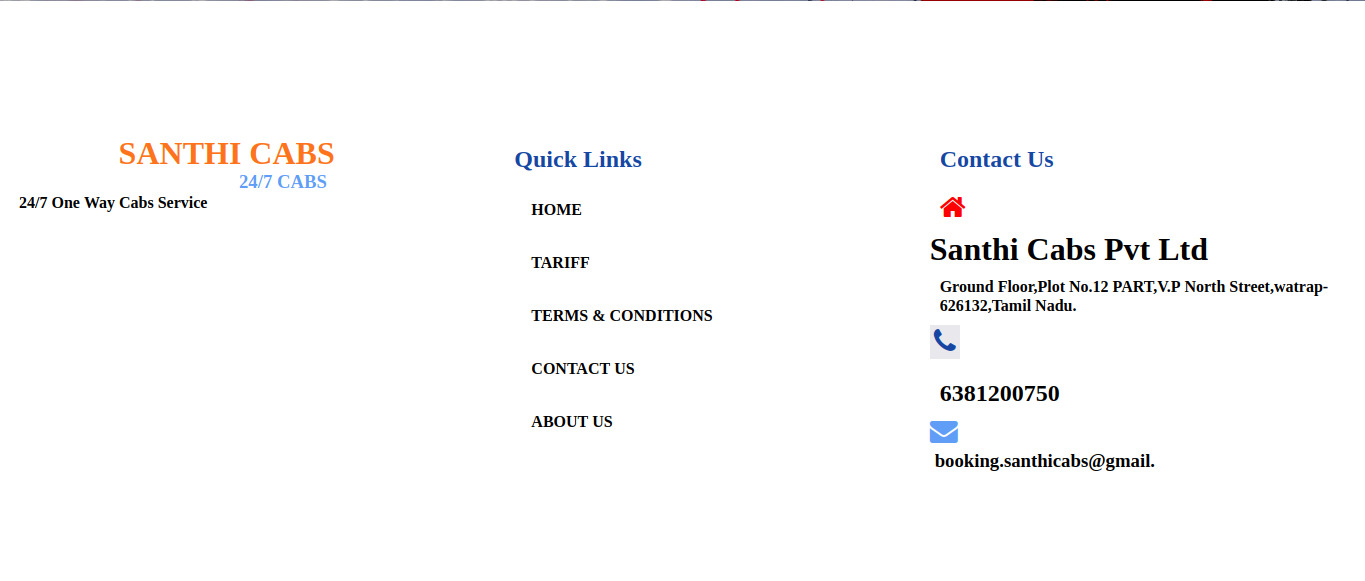 SANTHI CABS
24/7 CABS
24/7 One Way Cabs Service
Quick Links
HOME
TARIFF
TERMS & CONDITIONS
CONTACT US
ABOUT US
Contact Us
Santhi Cabs Pvt Ltd
Ground Floor,Plot No.12 PART,V.P North Street,watrap-
626132,Tamil Nadu.
6381200750
booking.santhicabs@gmail.